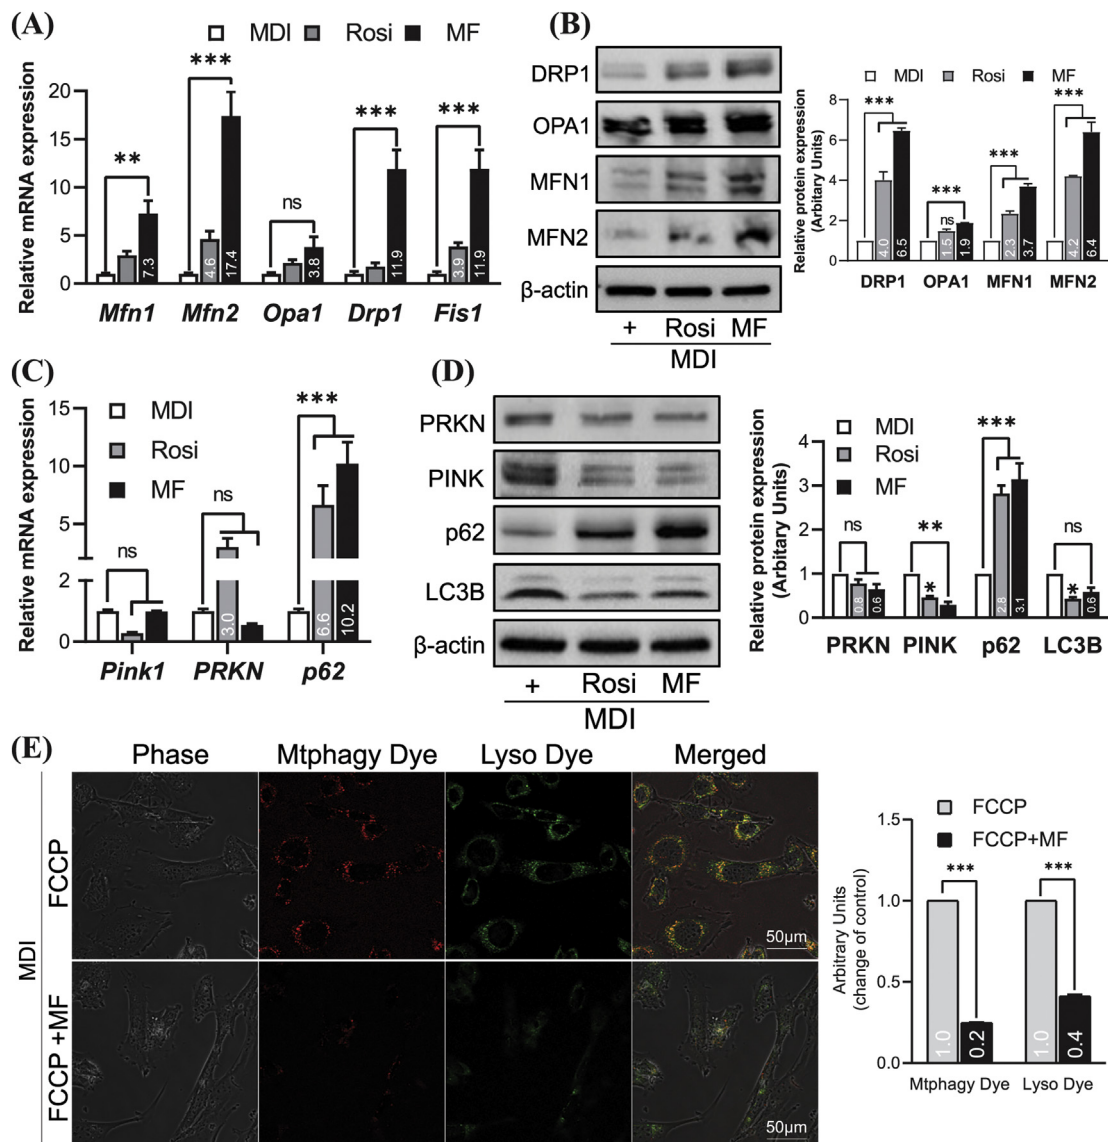 (A)
MDI Rosi MF
Relative mRNA expression
20
15
10
5
0
** *** ns *** ***
7.3 4.6 17.4 3.8 11.9 3.9 11.9
Mfn1 Mfn2 Opa1 Drp1 Fis1
(B)
DRP1
OPA1
MFN1
MFN2
β-actin
+ Rosi MF
MDI
MDI Rosi MF
Relative protein expression
(Arbitary Units)
10
8
6
4
2
0
*** *** ns *** ***
4.0 6.5 1.5 1.9 2.3 3.7 4.2 6.4
DRP1 OPA1 MFN1 MFN2
(C)
MDI
Rosi
MF
Relative mRNA expression
15
10
5
2
1
0
ns ns ***
3.0 6.6 10.2
Pink1 PRKN p62
(D)
PRKN
PINK
p62
LC3B
β-actin
+ Rosi MF
MDI
MDI
Rosi
MF
Relative protein expression
(Arbitary Units)
4
3
2
1
0
ns ** * *** ns *
0.8 0.6 2.8 3.1 0.6
PRKN PINK p62 LC3B
(E)
Phase Mtphagy Dye Lyso Dye Merged
MDI
FCCP
50μm
FCCP +MF
50μm
FCCP
FCCP+MF
Arbitrary Units
(change of control)
1.5
1.0
0.5
0.0
*** ***
1.0 0.2 1.0 0.4
Mtphagy Dye Lyso Dye